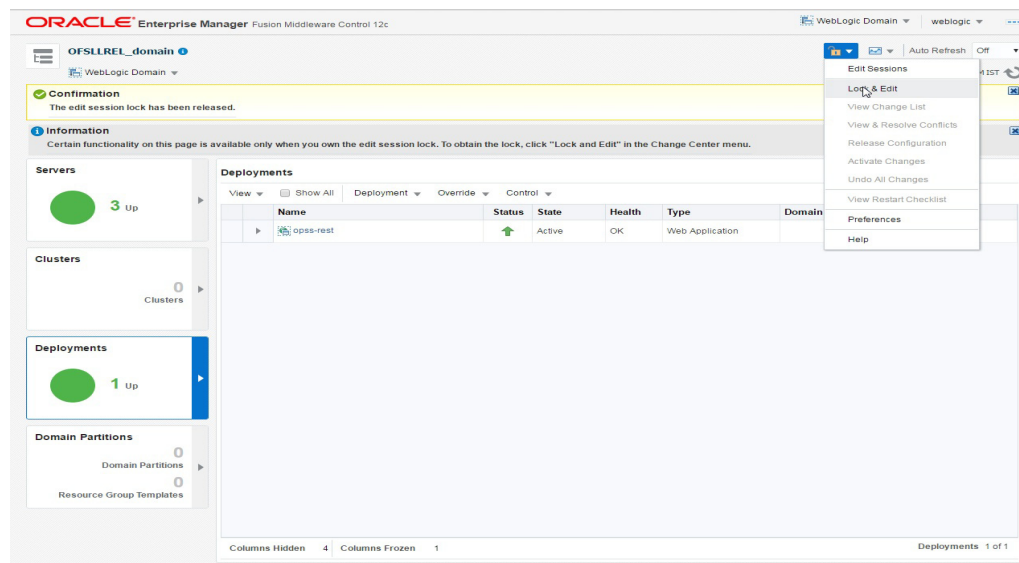 ORACLE Enterprise Manager Fusion Middleware Control 12c
WebLogic Domain weblogic
OFSLLREL_domain
Auto Refresh Off
WebLogic Domain
IST
Confirmation
The edit session lock has been released.
Information
Certain functionality on this page is available only when you own the edit session lock. To obtain the lock, click "Lock and Edit" in the Change Center menu.
Edit Sessions
Lock & Edit
View Change List
View & Resolve Conflicts
Release Configuration
Activate Changes
Undo All Changes
View Restart Checklist
Preferences
Help
Servers
3 Up
Clusters
0
Clusters
Deployments
1 Up
Domain Partitions
0
Domain Partitions
0
Resource Group Templates
Deployments
View Show All Deployment Override Control
Name Status State Health Type Domain
opss-rest Active OK Web Application
Columns Hidden 4 Columns Frozen 1
Deployments 1 of 1